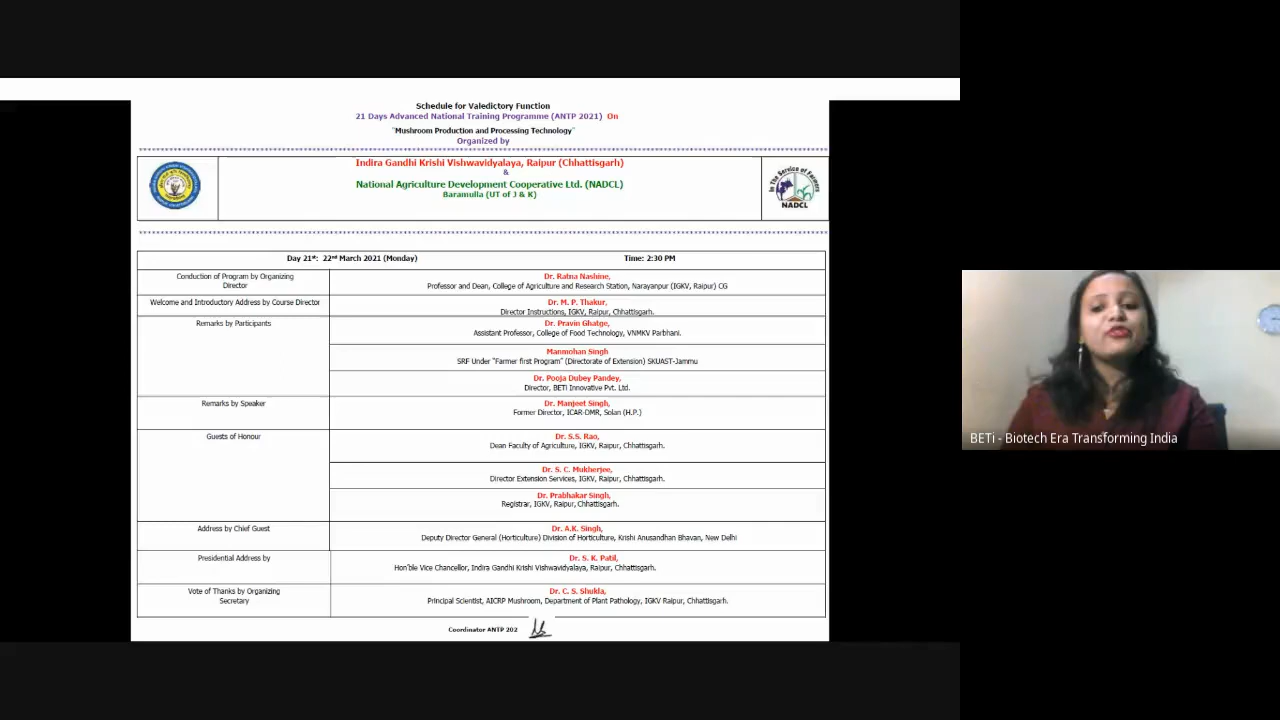 Schedule for Valedictory Function
21 Days Advanced National Training Programme (ANTP 2021) On
"Mushroom Production and Processing Technology"
Organized by
Indira Gandhi Krishi Vishwavidyalaya, Raipur (Chhattisgarh)
&
National Agriculture Development Cooperative Ltd. (NADCL)
Baramulla (UT of J & K)
In The Service of Farmers
NADCL
Day 21st: 22nd March 2021 (Monday) Time: 2:30 PM
Conduction of Program by Organizing
Director
Dr. Ratna Nashine,
Professor and Dean, College of Agriculture and Research Station, Narayanpur (IGKV, Raipur) CG
Welcome and Introductory Address by Course Director
Dr. M. P. Thakur,
Director Instructions, IGKV, Raipur, Chhattisgarh.
Remarks by Participants
Dr. Pravin Ghatge,
Assistant Professor, College of Food Technology, VNMKV Parbhani.
Manmohan Singh
SRF Under "Farmer first Program" (Directorate of Extension) SKUAST-Jammu
Dr. Pooja Dubey Pandey,
Director, BETi Innovative Pvt. Ltd.
Remarks by Speaker
Dr. Manjeet Singh,
Former Director, ICAR-DMR, Solan (H.P.)
Guests of Honour
Dr. S.S. Rao,
Dean Faculty of Agriculture, IGKV, Raipur, Chhattisgarh.
Dr. S. C. Mukherjee,
Director Extension Services, IGKV, Raipur, Chhattisgarh.
Dr. Prabhakar Singh,
Registrar, IGKV, Raipur, Chhattisgarh.
Address by Chief Guest
Dr. A.K. Singh,
Deputy Director General (Horticulture) Division of Horticulture, Krishi Anusandhan Bhavan, New Delhi
Presidential Address by
Dr. S. K. Patil,
Hon'ble Vice Chancellor, Indira Gandhi Krishi Vishwavidyalaya, Raipur, Chhattisgarh.
Vote of Thanks by Organizing
Secretary
Dr. C. S. Shukla,
Principal Scientist, AICRP Mushroom, Department of Plant Pathology, IGKV Raipur, Chhattisgarh.
Coordinator ANTP 202
BETi - Biotech Era Transforming India